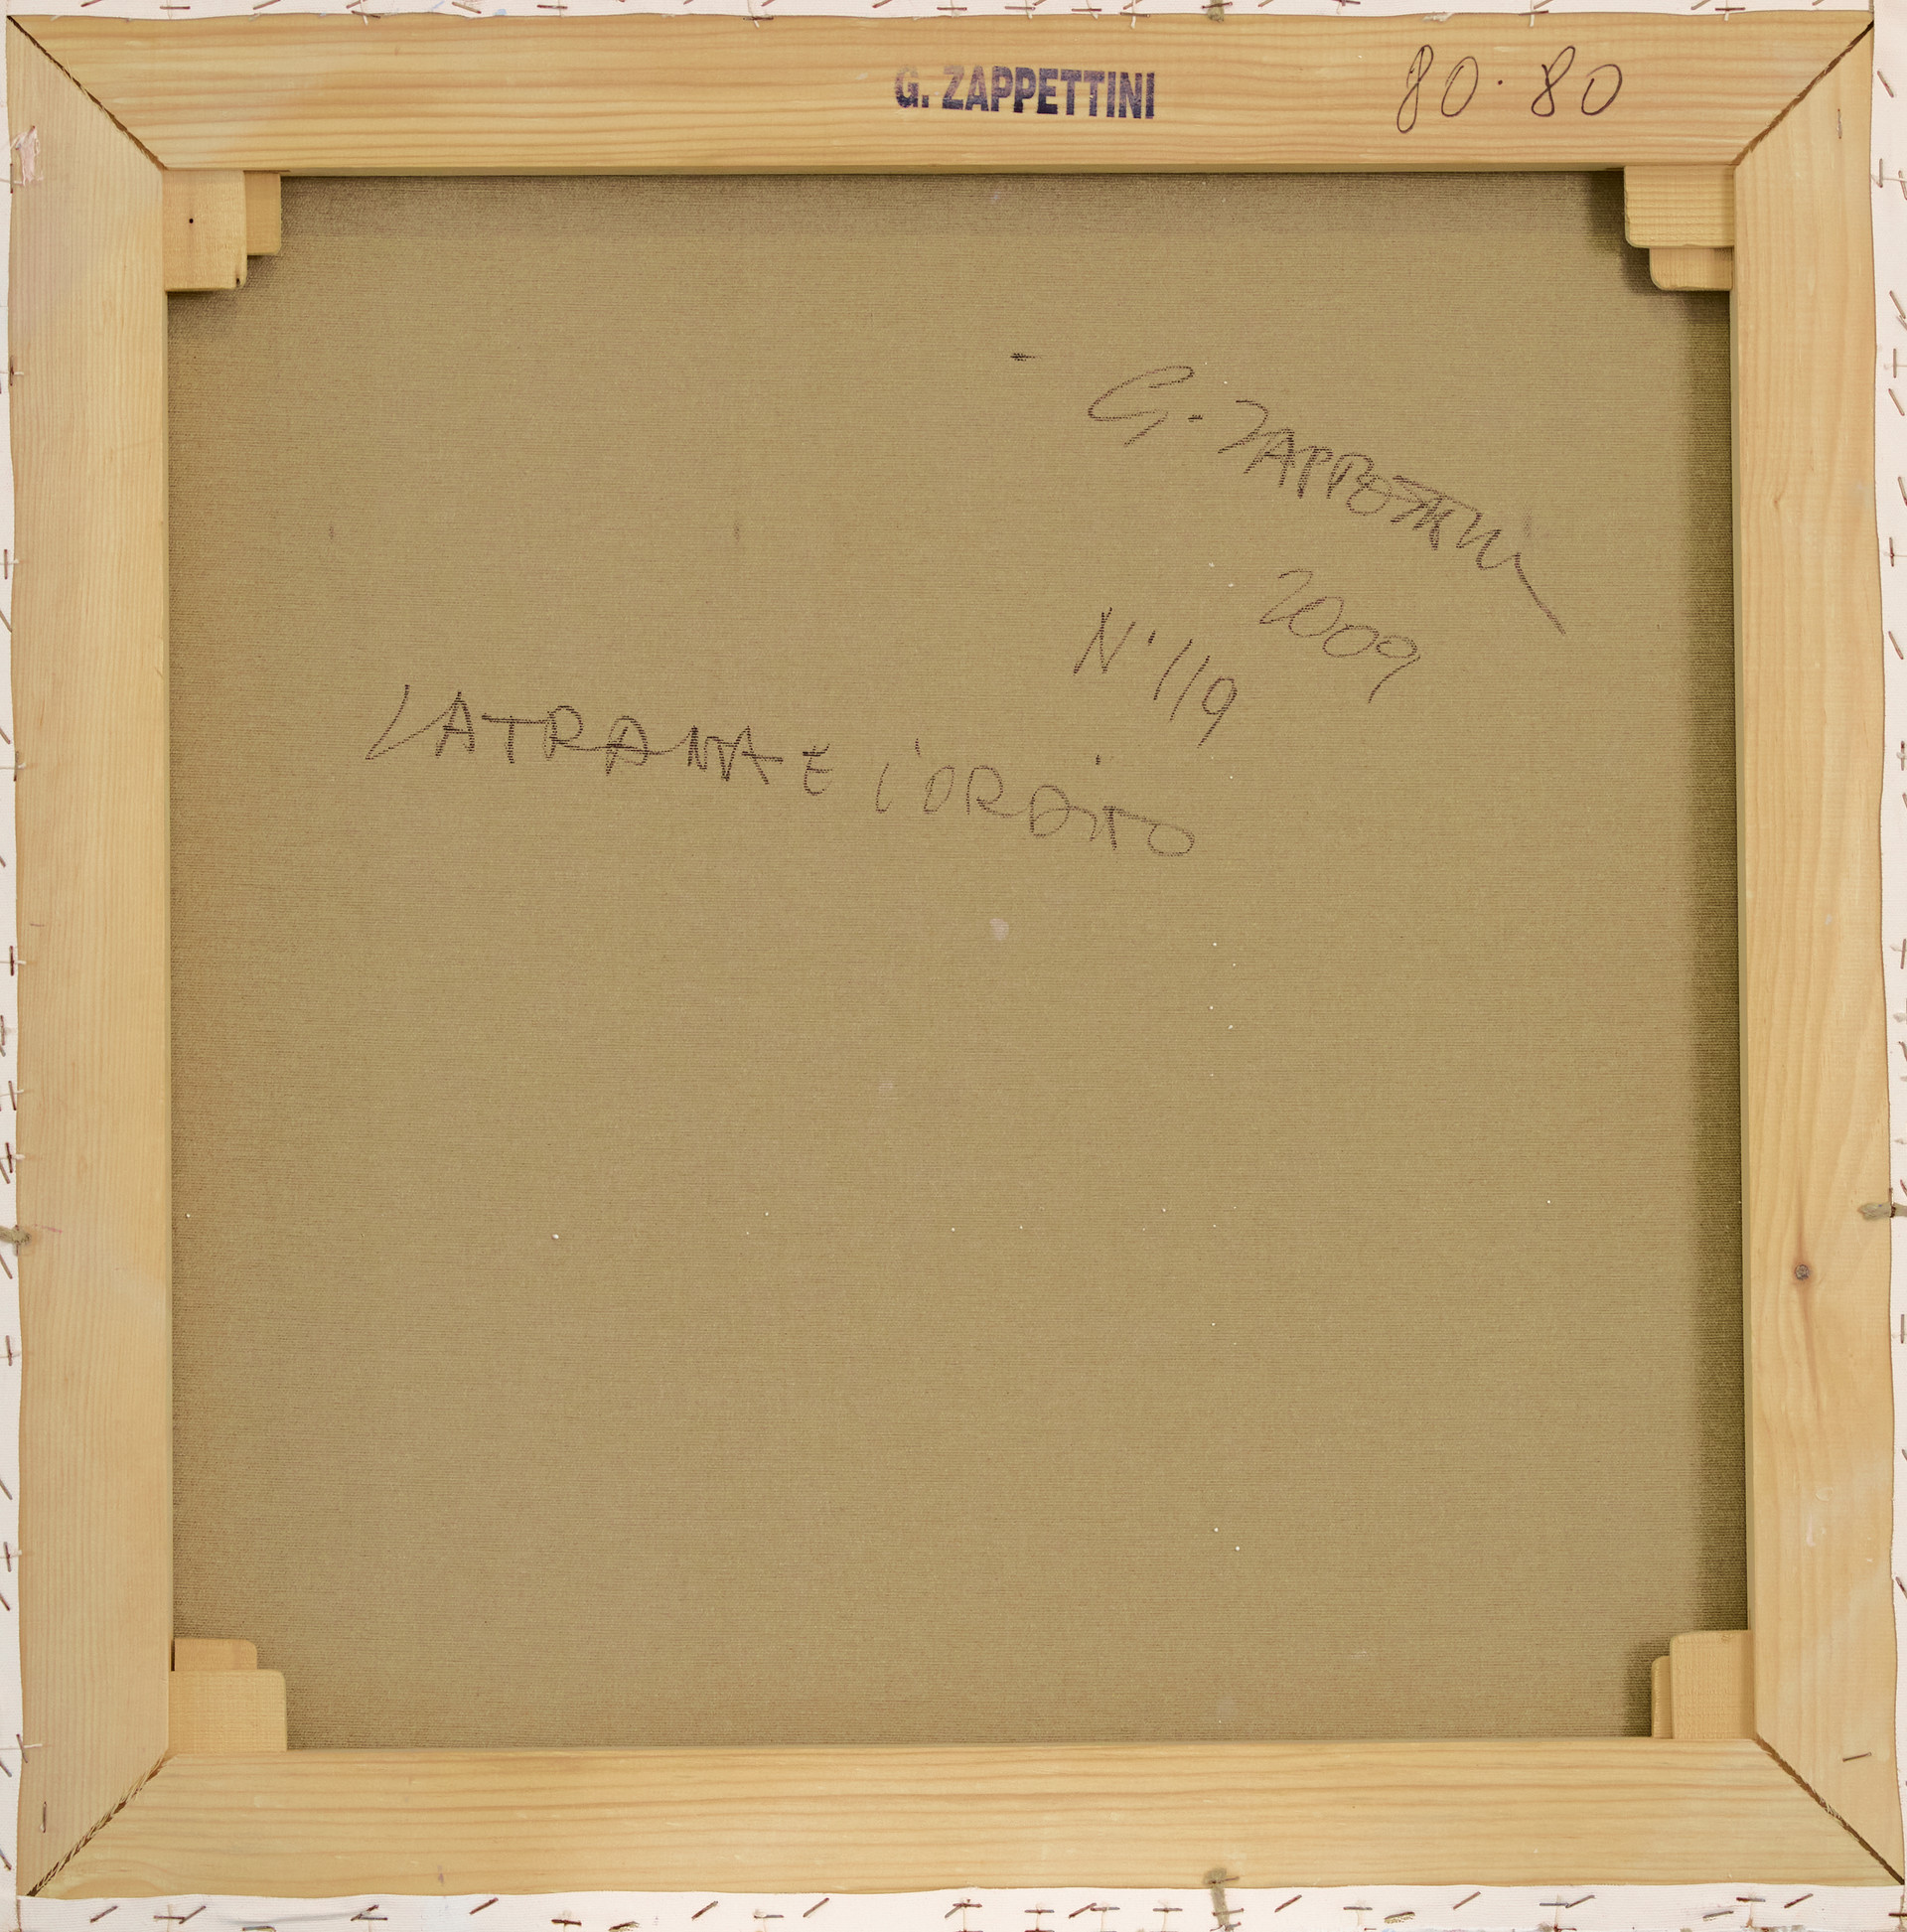 G. ZAPPETTINI
80·80
G. ZAPPETTINI
2009
N° 119
LA TRAMA E L'ORDITO